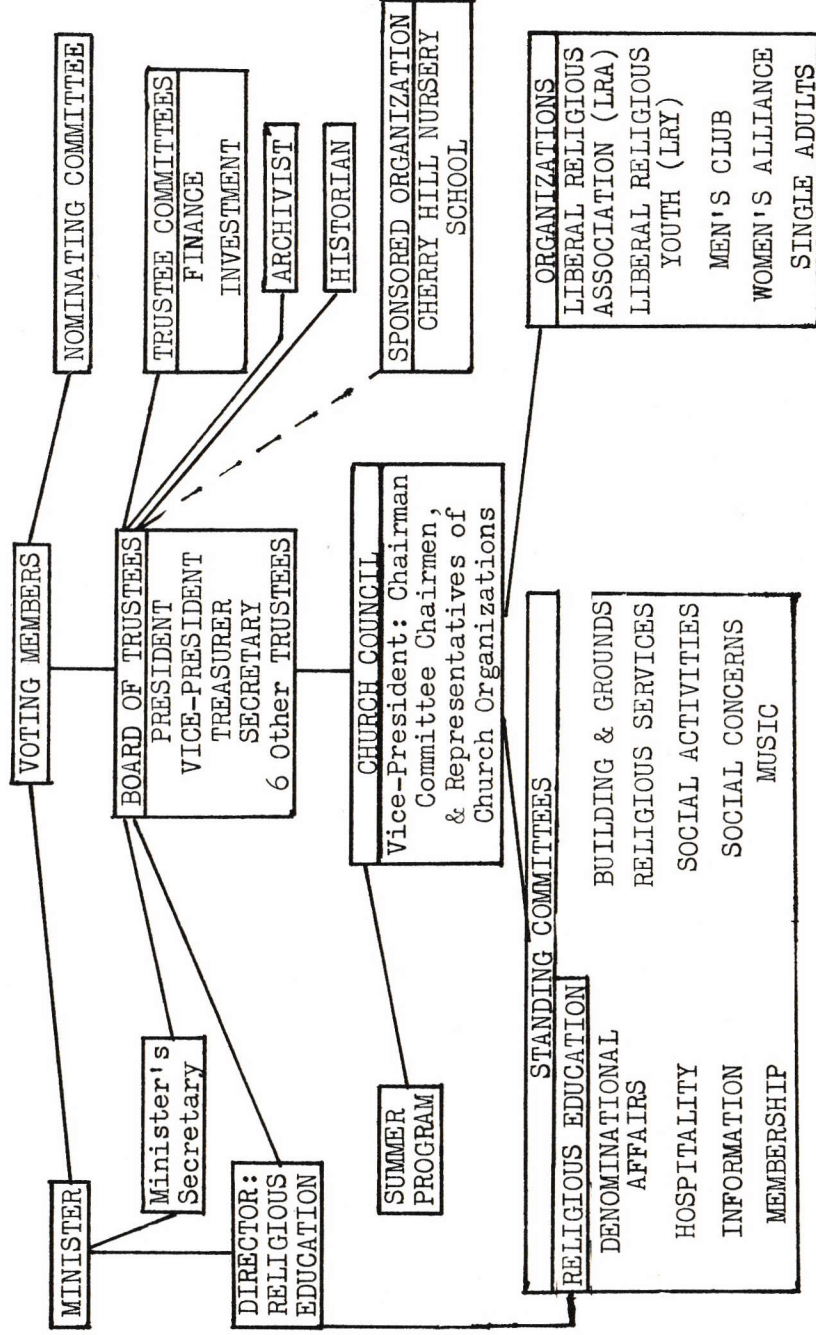 VOTING MEMBERS
NOMINATING COMMITTEE
MINISTER
Minister's
Secretary
DIRECTOR:
RELIGIOUS
EDUCATION
BOARD OF TRUSTEES
PRESIDENT
VICE-PRESIDENT
TREASURER
SECRETARY
6 Other TRUSTEES
TRUSTEE COMMITTEES
FINANCE
INVESTMENT
ARCHIVIST
HISTORIAN
SPONSORED ORGANIZATION
CHERRY HILL NURSERY
SCHOOL
SUMMER
PROGRAM
CHURCH COUNCIL
Vice-President: Chairman
Committee Chairmen,
& Representatives of
Church Organizations
STANDING COMMITTEES
RELIGIOUS EDUCATION
DENOMINATIONAL
AFFAIRS
HOSPITALITY
INFORMATION
MEMBERSHIP
BUILDING & GROUNDS
RELIGIOUS SERVICES
SOCIAL ACTIVITIES
SOCIAL CONCERNS
MUSIC
ORGANIZATIONS
LIBERAL RELIGIOUS
ASSOCIATION (LRA)
LIBERAL RELIGIOUS
YOUTH (LRY)
MEN'S CLUB
WOMEN'S ALLIANCE
SINGLE ADULTS